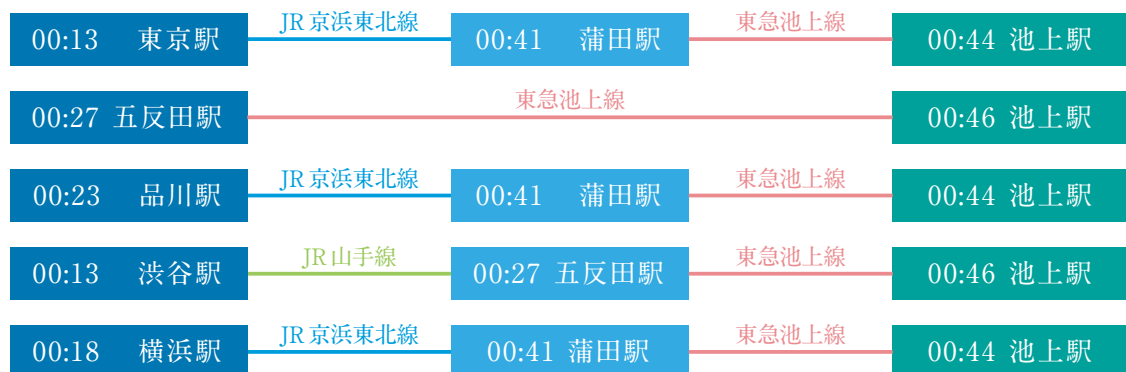 JR京浜東北線 東急池上線
00:13 東京駅 00:41 蒲田駅 00:44 池上駅
東急池上線
00:27 五反田駅 00:46 池上駅
JR京浜東北線 東急池上線
00:23 品川駅 00:41 蒲田駅 00:44 池上駅
JR山手線 東急池上線
00:13 渋谷駅 00:27 五反田駅 00:46 池上駅
JR京浜東北線 東急池上線
00:18 横浜駅 00:41 蒲田駅 00:44 池上駅